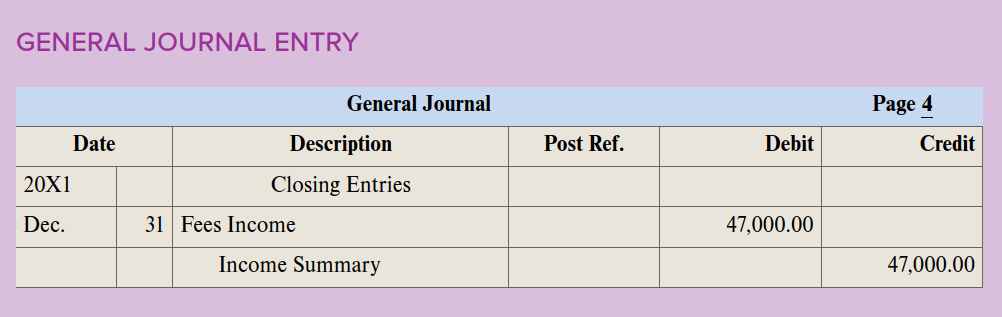 GENERAL JOURNAL ENTRY
General Journal Page 4
Date Description Post Ref. Debit Credit
20X1 Closing Entries
Dec. 31 Fees Income 47,000.00
Income Summary 47,000.00